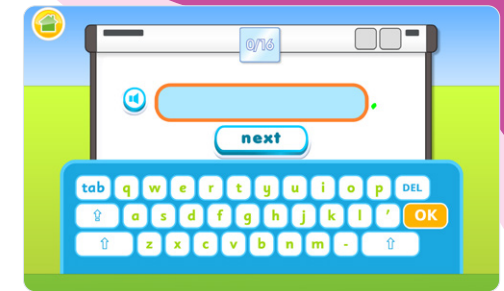 0/16
.
next
tab q w e r t y u i o p DEL
a s d f g h j k l ' OK
z x c v b n m -